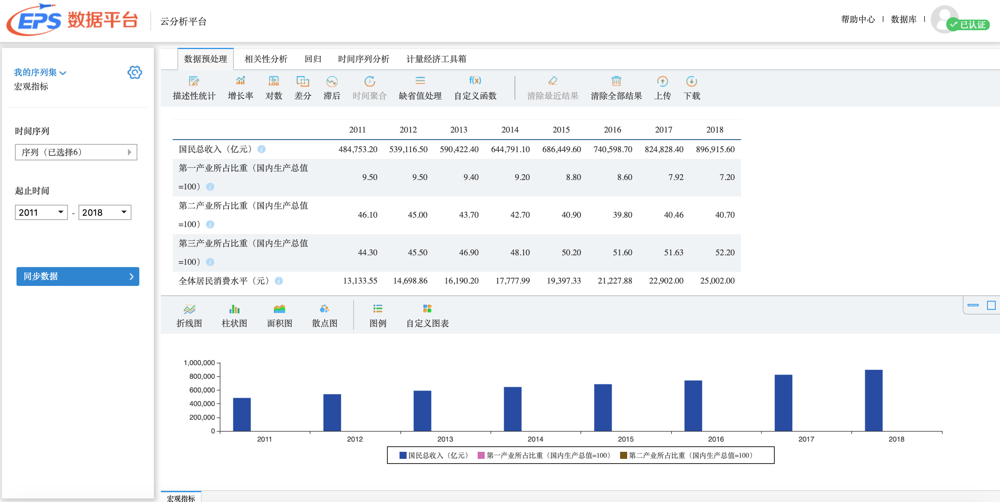 EPS 数据平台 云分析平台 帮助中心 | 数据库 | 已认证
我的序列集
宏观指标
时间序列
序列（已选择6）
起止时间
2011 - 2018
同步数据
数据预处理 相关性分析 回归 时间序列分析 计量经济工具箱
LOG f(x)
描述性统计 增长率 对数 差分 滞后 时间聚合 缺省值处理 自定义函数 清除最近结果 清除全部结果 上传 下载
2011 2012 2013 2014 2015 2016 2017 2018
国民总收入（亿元） i 484,753.20 539,116.50 590,422.40 644,791.10 686,449.60 740,598.70 824,828.40 896,915.60
第一产业所占比重（国内生产总值
=100） i 9.50 9.50 9.40 9.20 8.80 8.60 7.92 7.20
第二产业所占比重（国内生产总值
=100） i 46.10 45.00 43.70 42.70 40.90 39.80 40.46 40.70
第三产业所占比重（国内生产总值
=100） i 44.30 45.50 46.90 48.10 50.20 51.60 51.63 52.20
全体居民消费水平（元） i 13,133.55 14,698.86 16,190.20 17,777.99 19,397.33 21,227.88 22,902.00 25,002.00
折线图 柱状图 面积图 散点图 图例 自定义图表
1,000,000
800,000
600,000
400,000
200,000
0
2011 2012 2013 2014 2015 2016 2017 2018
国民总收入（亿元） 第一产业所占比重（国内生产总值=100） 第二产业所占比重（国内生产总值=100）
宏观指标